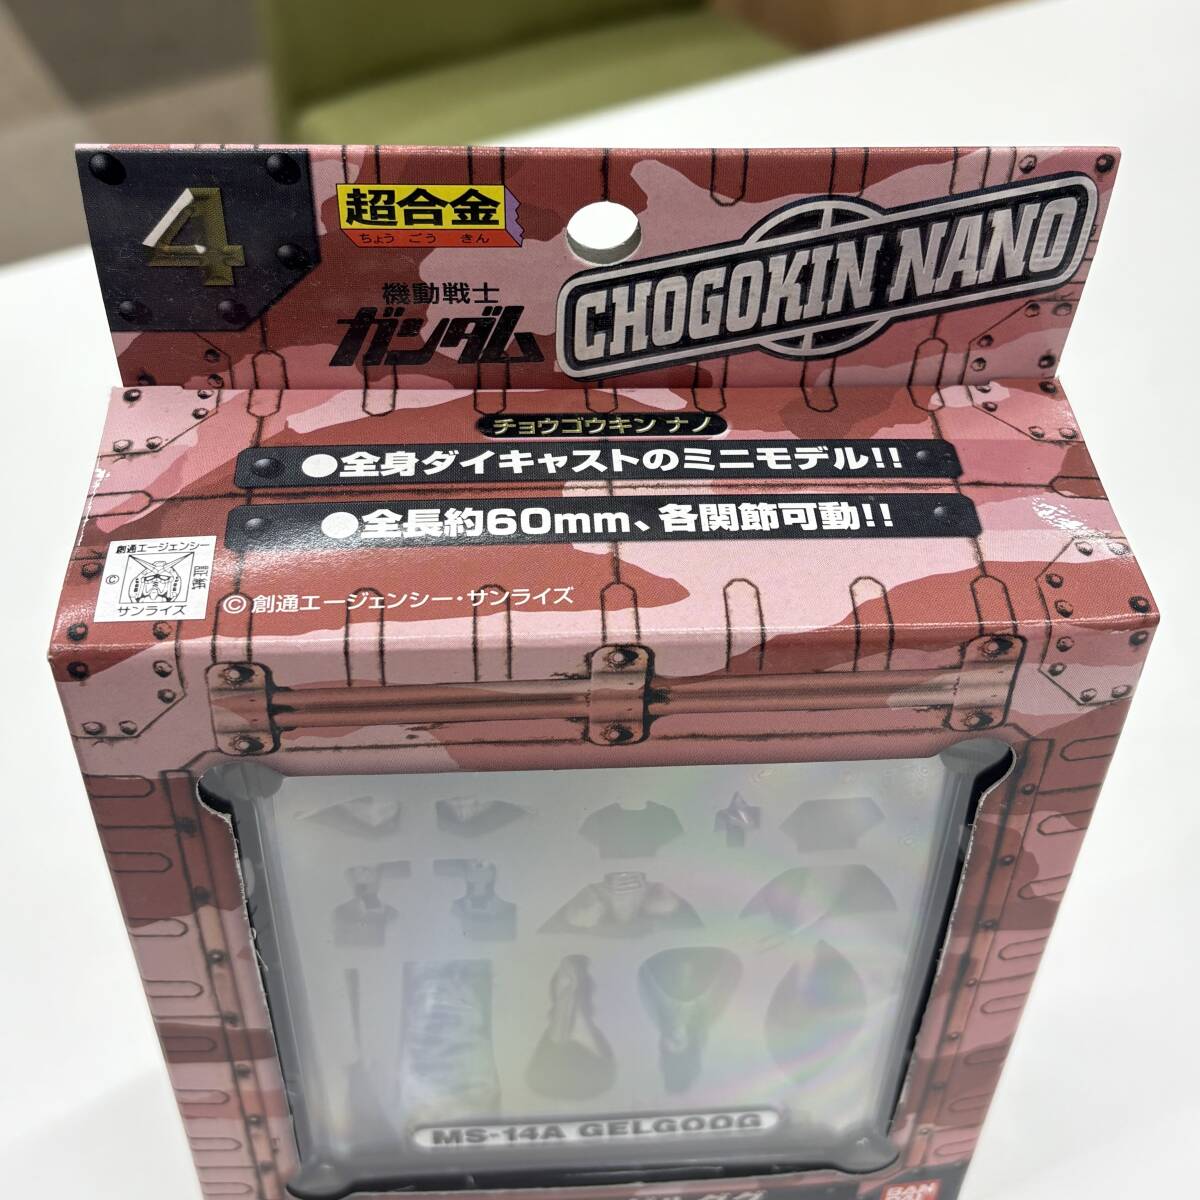 4
超合金
ちょう ごう きん
機動戦士
ガンダム
CHOGOKIN NANO
チョウゴウキン ナノ
●全身ダイキャストのミニモデル!!
●全長約60mm、各関節可動!!
創通エージェンシー
©
証紙
サンライズ
© 創通エージェンシー・サンライズ
MS-14A GELGOOG
BAN